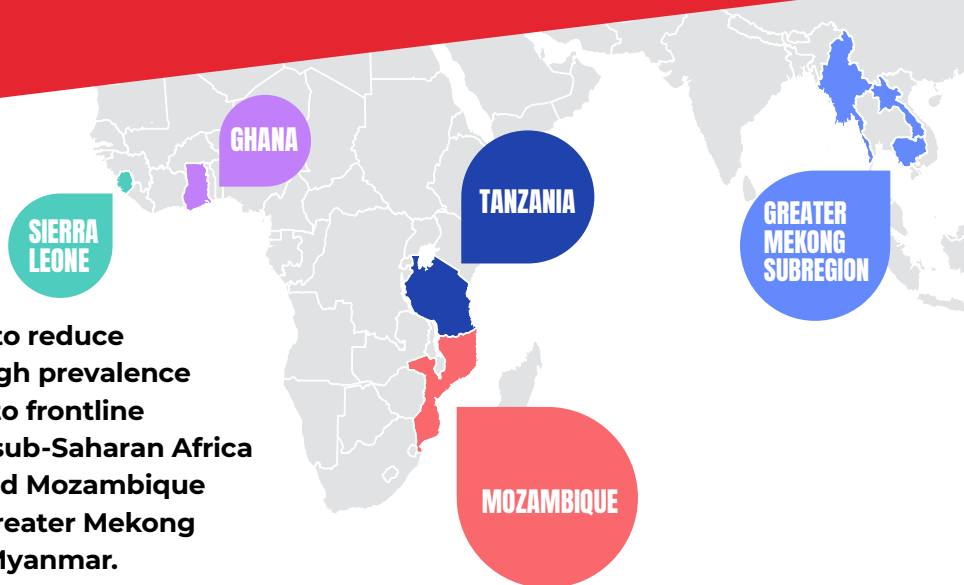 GHANA
TANZANIA
SIERRA
LEONE
GREATER
MEKONG
SUBREGION
to reduce
gh prevalence
to frontline
sub-Saharan Africa
d Mozambique
reater Mekong
Myanmar.
MOZAMBIQUE